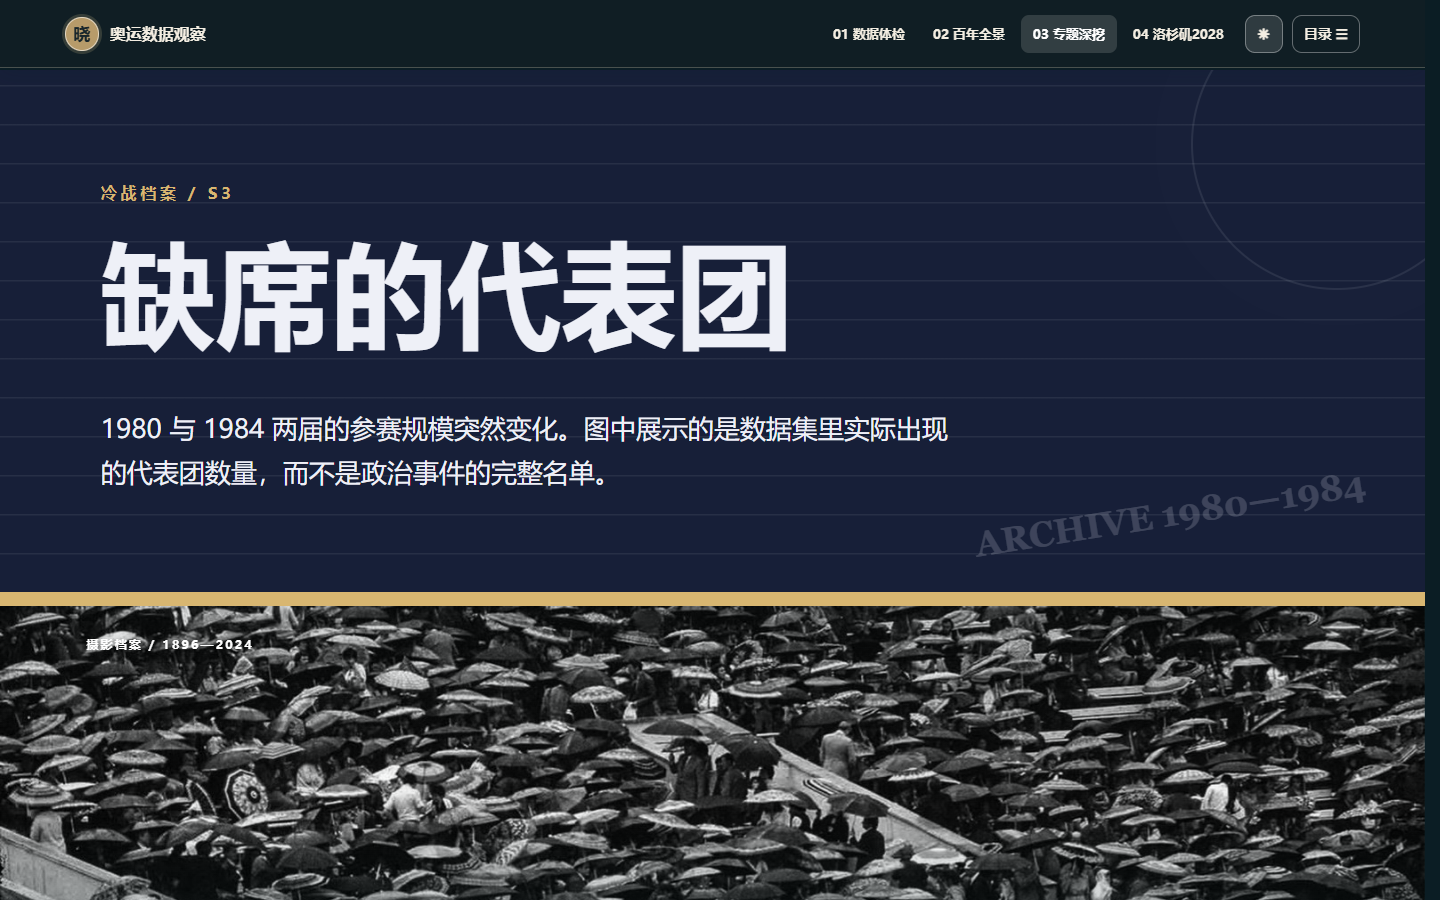 晓 奥运数据观察
01 数据体检 02 百年全景 03 专题深挖 04 洛杉矶2028 目录
冷战档案 / S3
缺席的代表团
1980 与 1984 两届的参赛规模突然变化。图中展示的是数据集里实际出现
的代表团数量，而不是政治事件的完整名单。
ARCHIVE 1980—1984
摄影档案 / 1896—2024